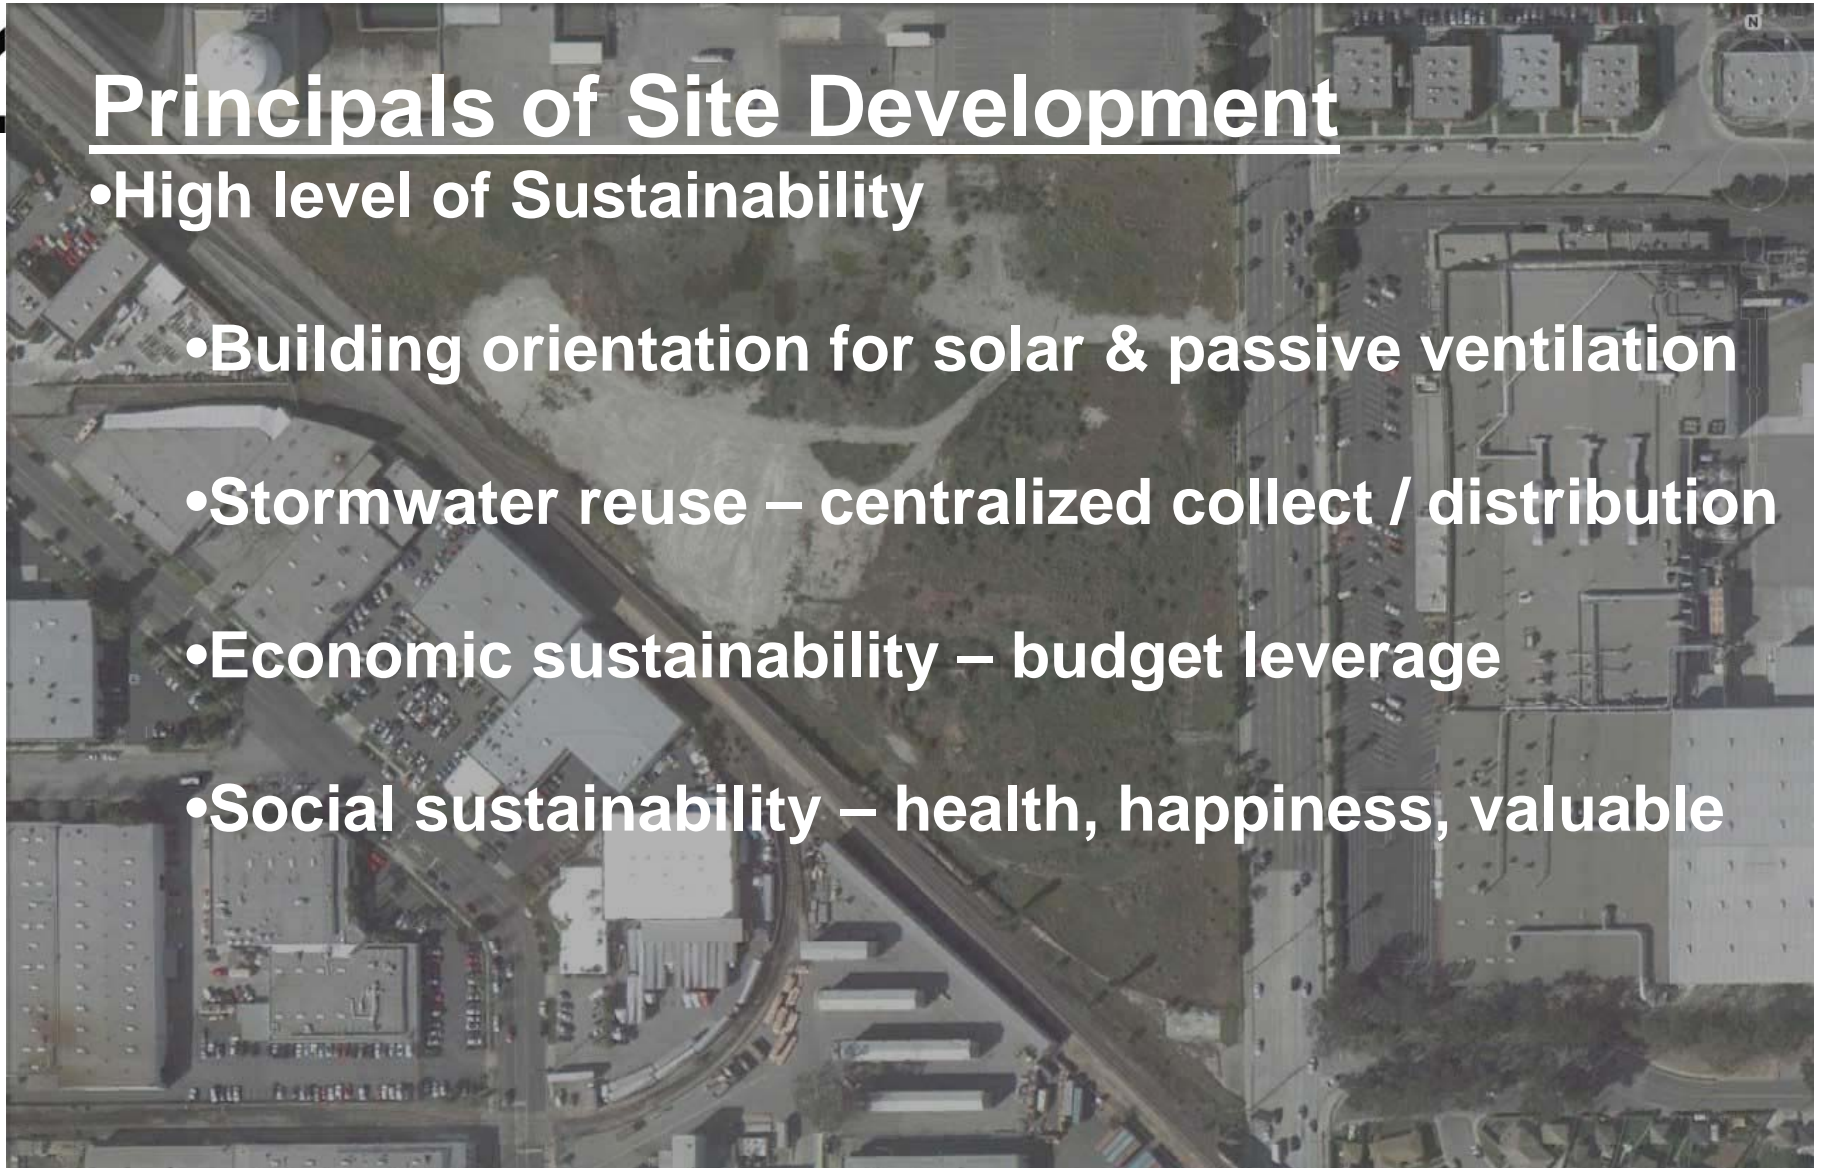 Principals of Site Development
•High level of Sustainability
•Building orientation for solar & passive ventilation
•Stormwater reuse – centralized collect / distribution
•Economic sustainability – budget leverage
•Social sustainability – health, happiness, valuable
N